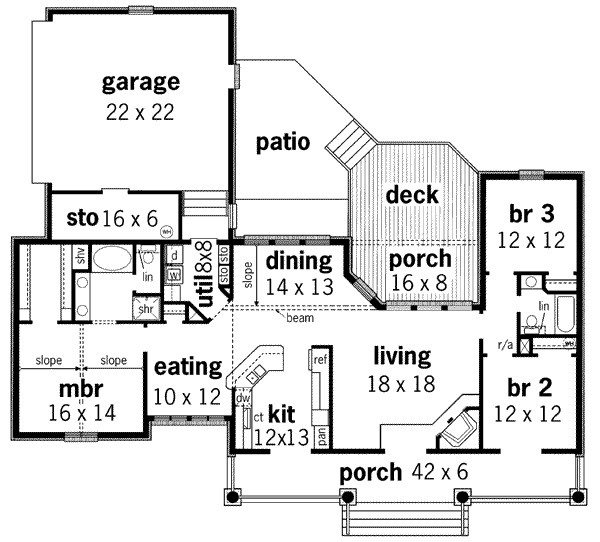 garage
22 x 22
patio
deck
sto 16 x 6
WH
br 3
12 x 12
shv
lin
d
w
util 8x8
sto
sto
sto
dining
14 x 13
slope
porch
16 x 8
lin
shr
beam
r/a
WH
slope
slope
mbr
16 x 14
eating
10 x 12
ref
living
18 x 18
br 2
12 x 12
dw
ct
kit
12x13
pan
porch 42 x 6